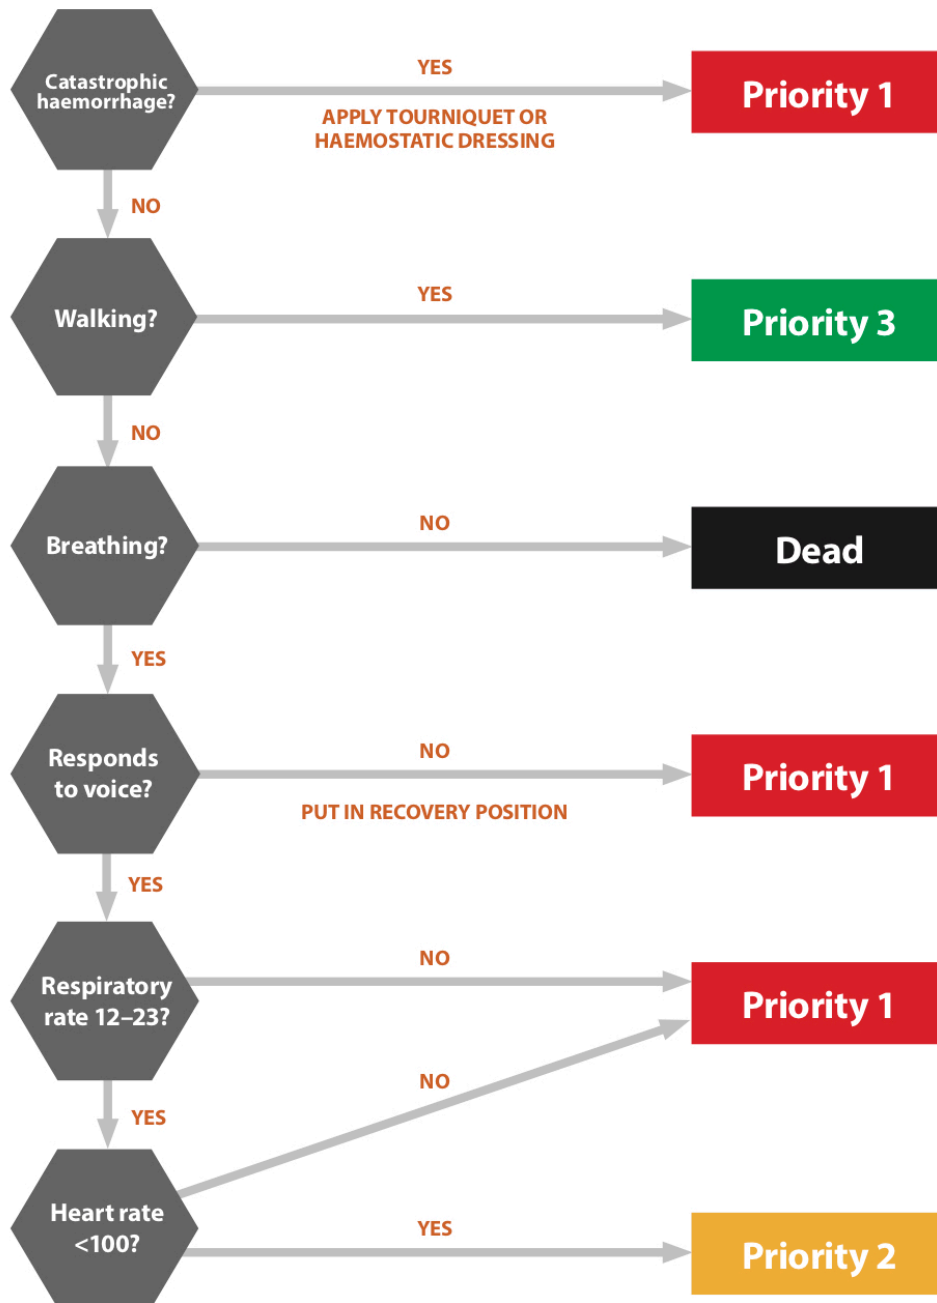 Catastrophic
haemorrhage?
YES
APPLY TOURNIQUET OR
HAEMOSTATIC DRESSING
Priority 1
NO
Walking?
YES
Priority 3
NO
Breathing?
NO
Dead
YES
Responds
to voice?
NO
PUT IN RECOVERY POSITION
Priority 1
YES
Respiratory
rate 12–23?
NO
Priority 1
NO
YES
Heart rate
<100?
YES
Priority 2